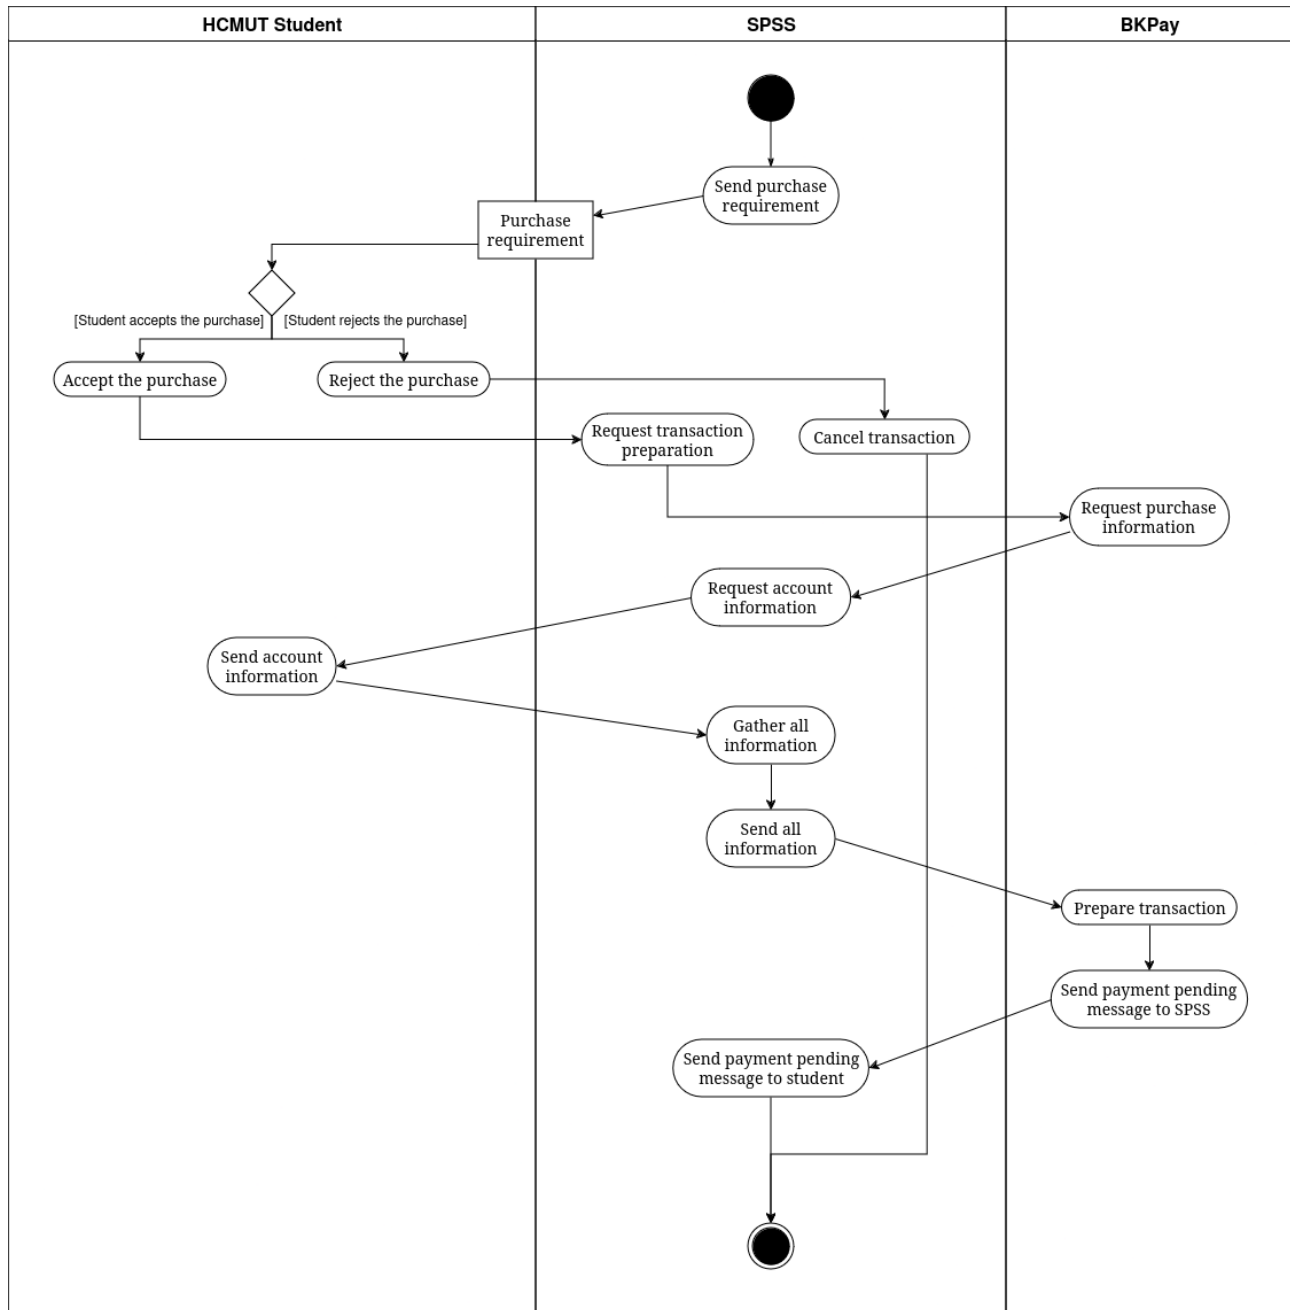 HCMUT Student
SPSS
BKPay
Send purchase
requirement
Purchase
requirement
[Student accepts the purchase]
[Student rejects the purchase]
Accept the purchase
Reject the purchase
Request transaction
preparation
Cancel transaction
Request purchase
information
Request account
information
Send account
information
Gather all
information
Send all
information
Prepare transaction
Send payment pending
message to SPSS
Send payment pending
message to student